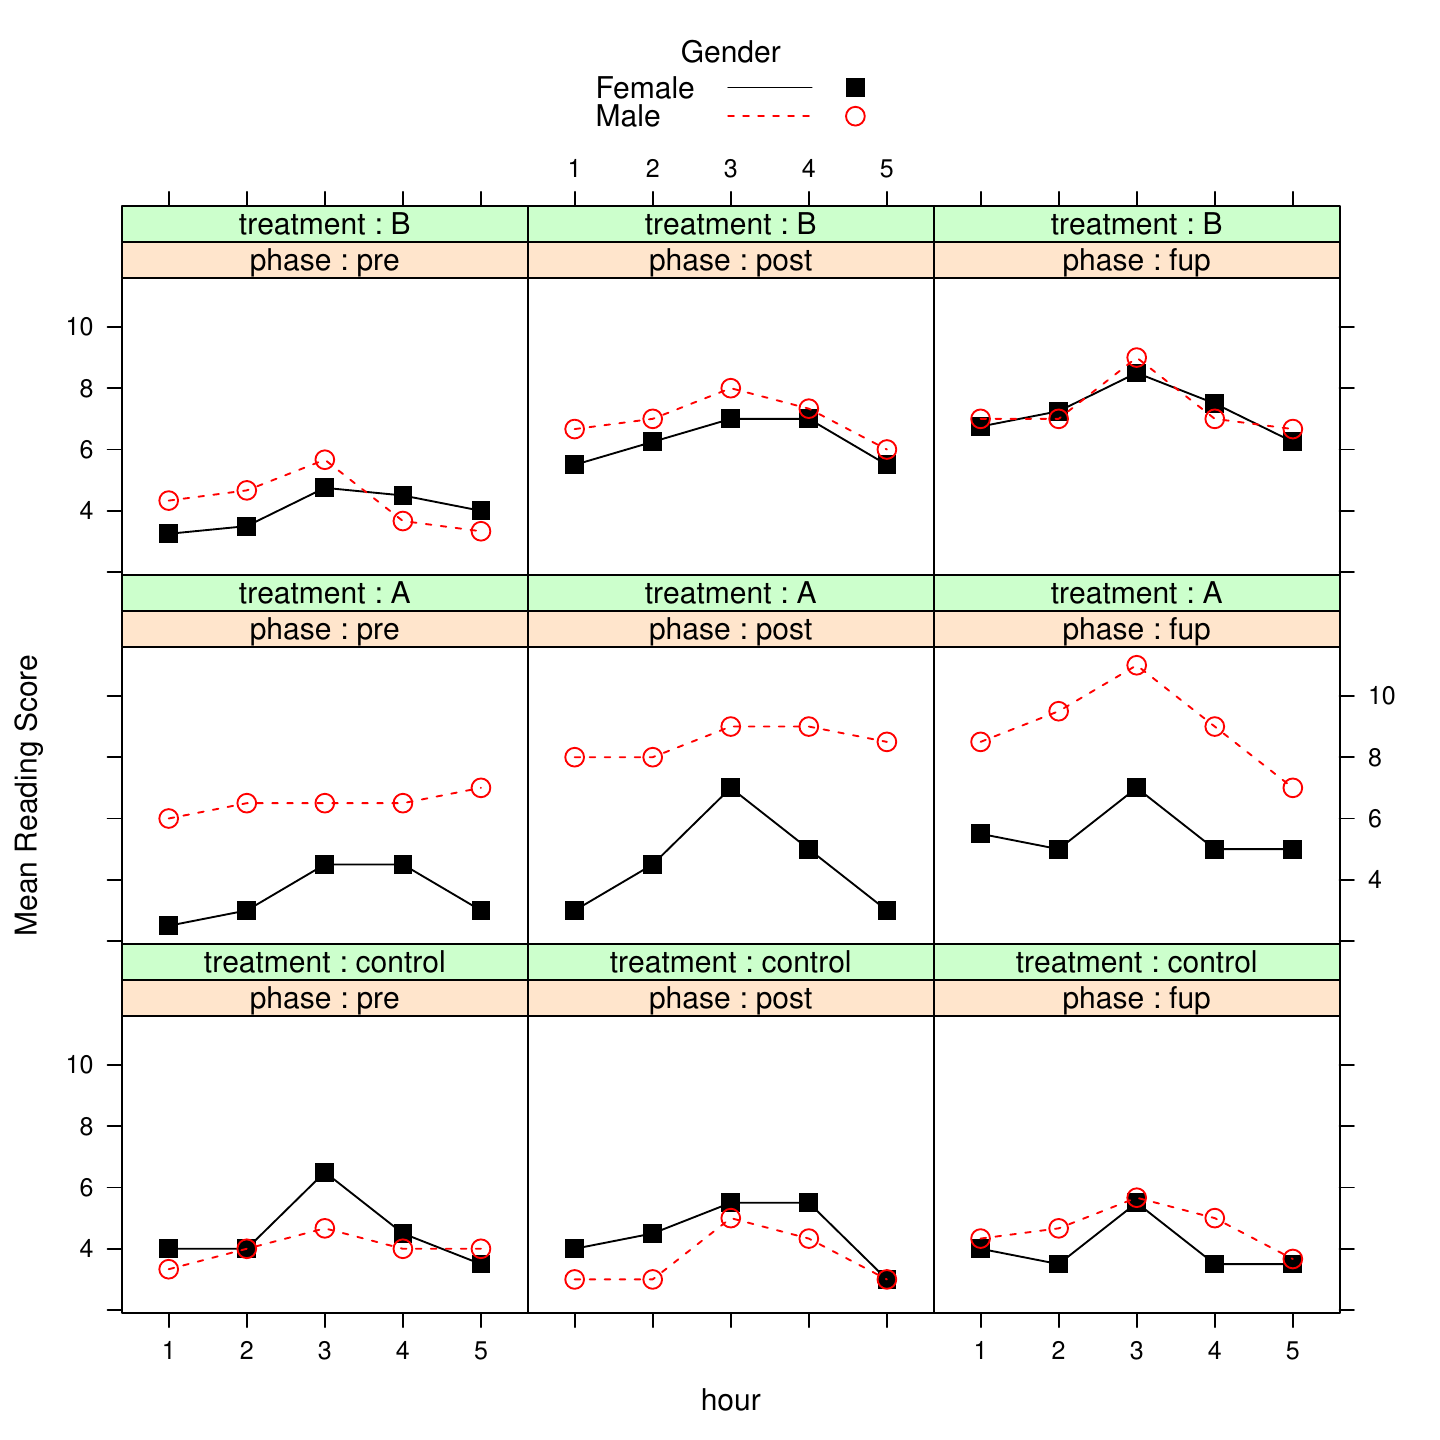 Gender
Female
Male
1 2 3 4 5
treatment : B treatment : B treatment : B
phase : pre phase : post phase : fup
10
8
6
4
treatment : A treatment : A treatment : A
phase : pre phase : post phase : fup
10
8
6
4
Mean Reading Score
treatment : control treatment : control treatment : control
phase : pre phase : post phase : fup
10
8
6
4
1 2 3 4 5 1 2 3 4 5
hour